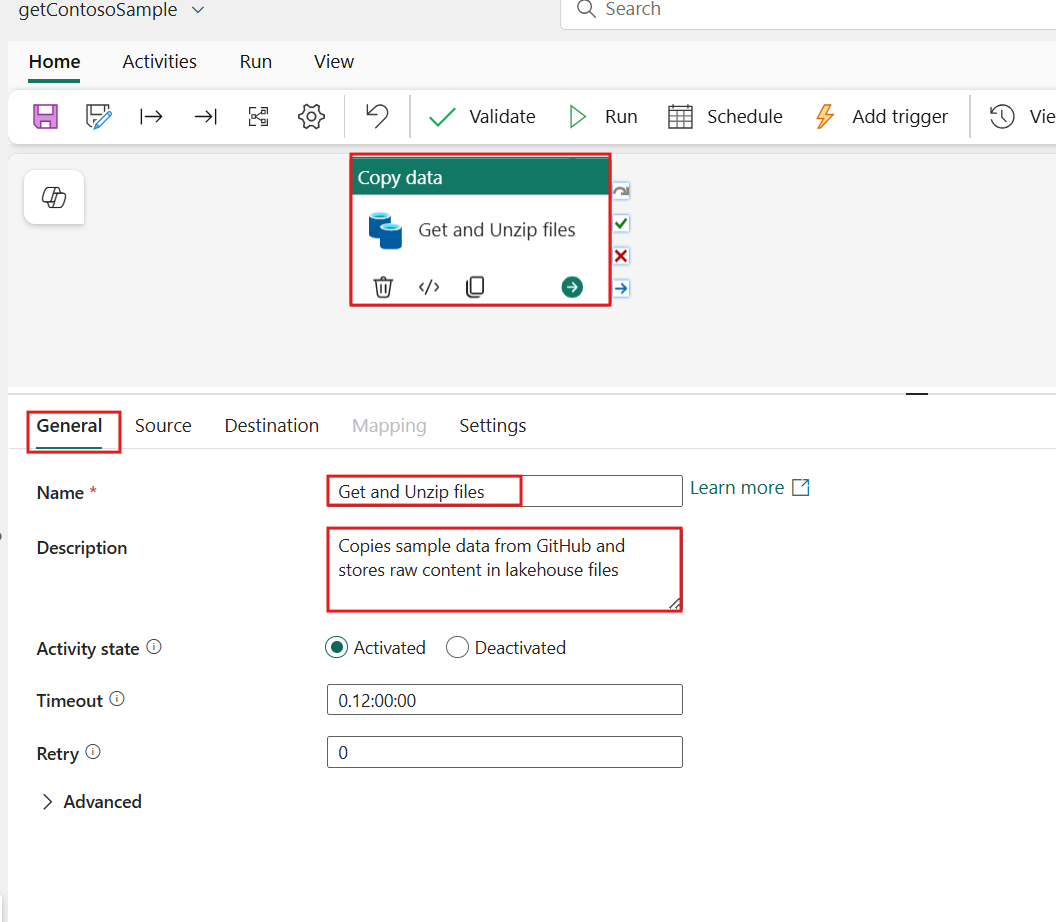 getContosoSample
Search
Home Activities Run View
Validate Run Schedule Add trigger Vie
Copy data
Get and Unzip files
General Source Destination Mapping Settings
Name * Get and Unzip files Learn more
Description Copies sample data from GitHub and
stores raw content in lakehouse files
Activity state Activated Deactivated
Timeout 0.12:00:00
Retry 0
Advanced